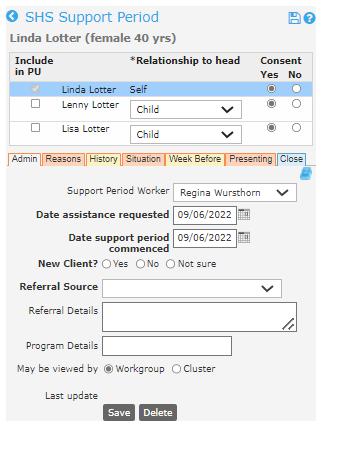 SHS Support Period
Linda Lotter (female 40 yrs)
Include in PU *Relationship to head Consent
Yes No
Linda Lotter Self
Lenny Lotter Child
Lisa Lotter Child
Admin Reasons History Situation Week Before Presenting Close
Support Period Worker Regina Wursthorn
Date assistance requested 09/06/2022
Date support period commenced 09/06/2022
New Client? Yes No Not sure
Referral Source
Referral Details
Program Details
May be viewed by Workgroup Cluster
Last update
Save Delete